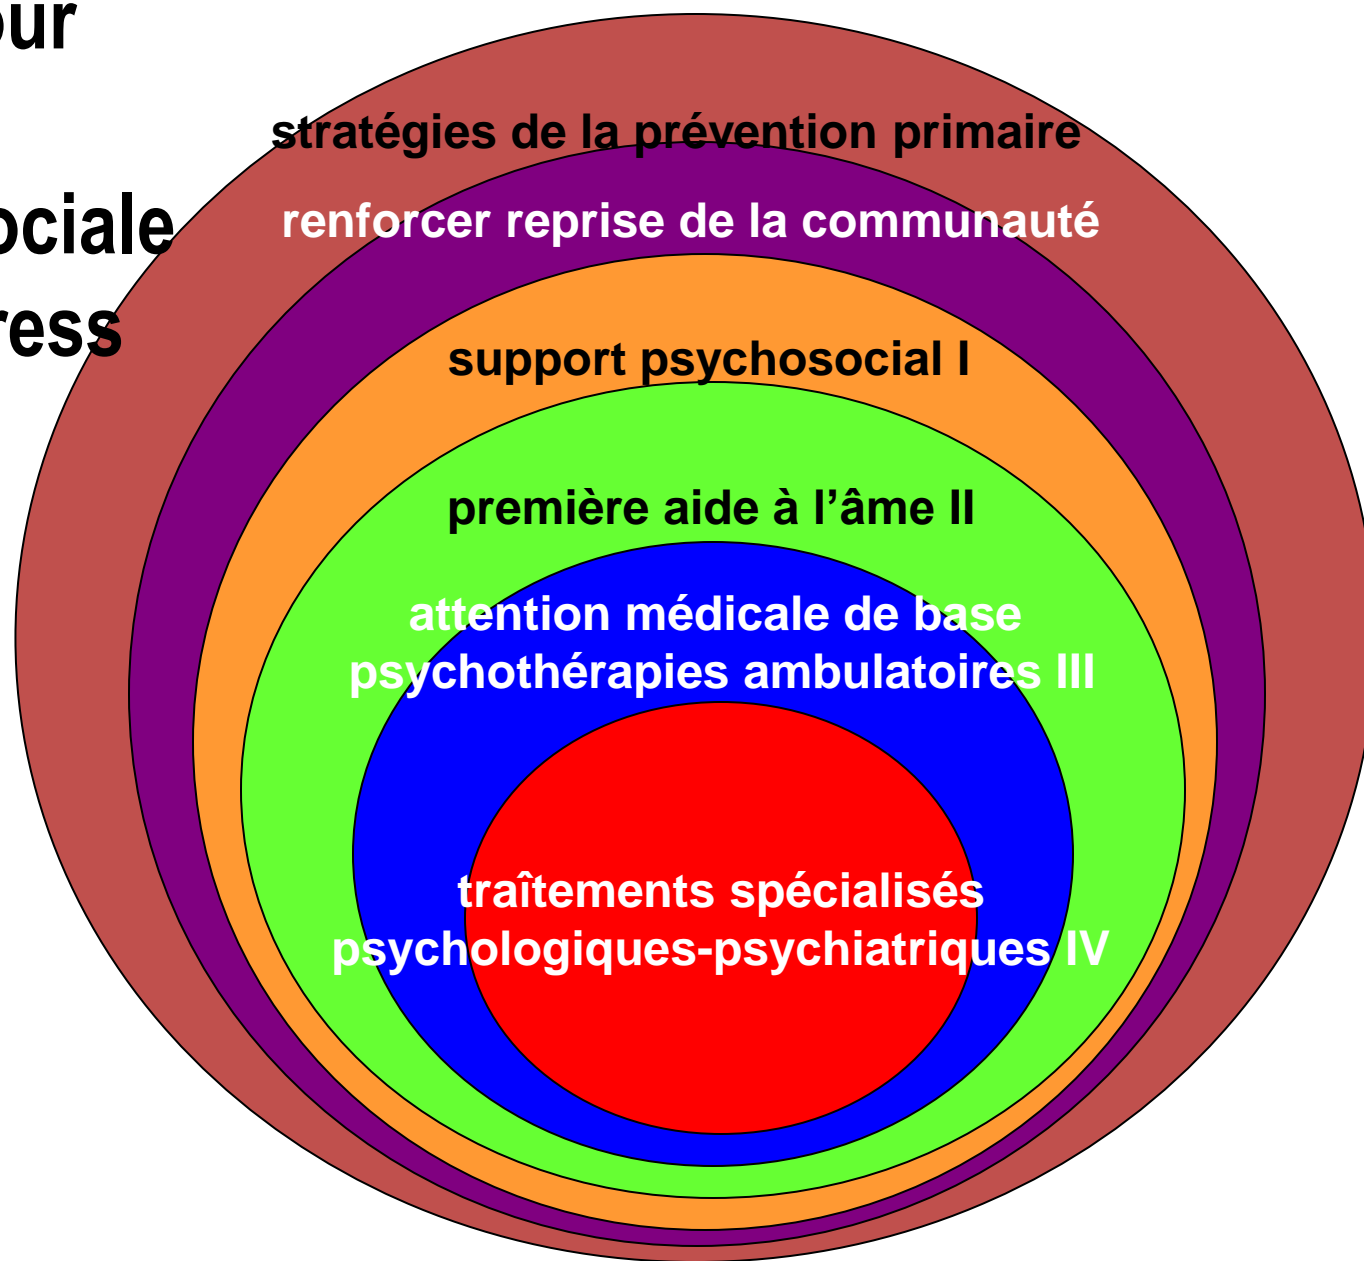 our
stratégies de la prévention primaire
ociale
renforcer reprise de la communauté
ress
support psychosocial I
première aide à l’âme II
attention médicale de base
psychothérapies ambulatoires III
traîtements spécialisés
psychologiques-psychiatriques IV